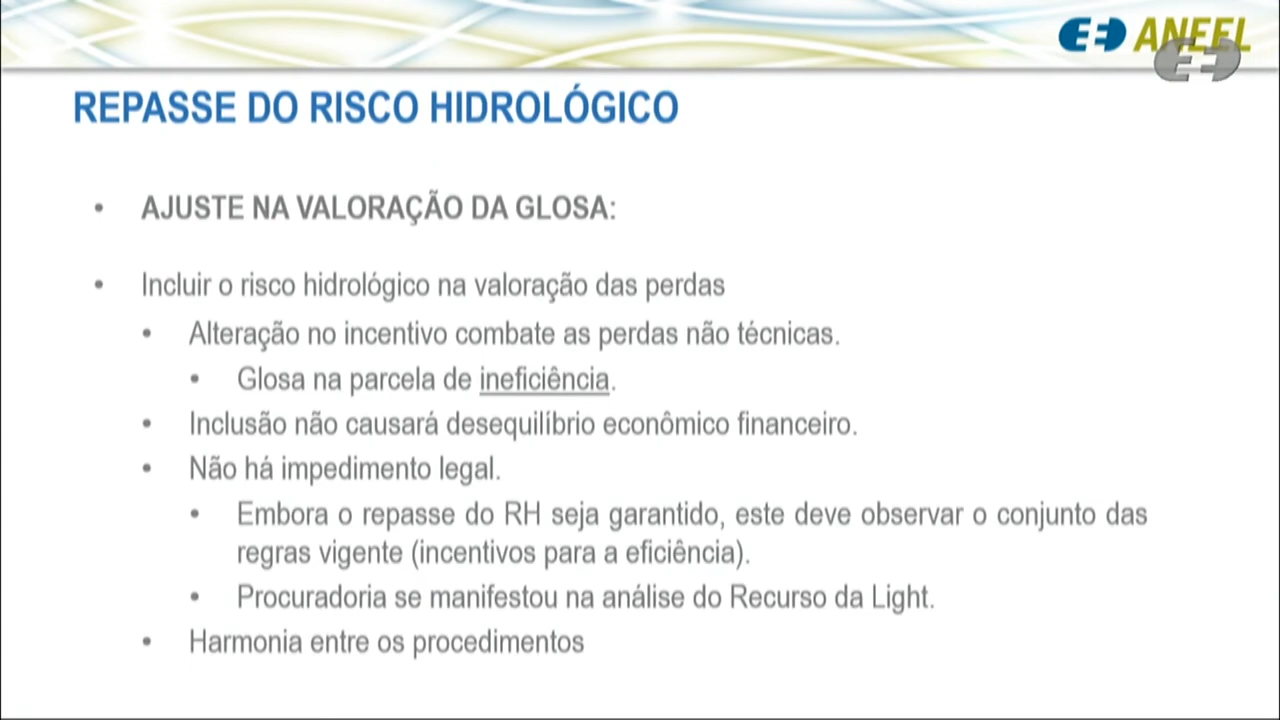 ANEEL
REPASSE DO RISCO HIDROLÓGICO
• AJUSTE NA VALORAÇÃO DA GLOSA:
• Incluir o risco hidrológico na valoração das perdas
• Alteração no incentivo combate as perdas não técnicas.
• Glosa na parcela de ineficiência.
• Inclusão não causará desequilíbrio econômico financeiro.
• Não há impedimento legal.
• Embora o repasse do RH seja garantido, este deve observar o conjunto das
regras vigente (incentivos para a eficiência).
• Procuradoria se manifestou na análise do Recurso da Light.
• Harmonia entre os procedimentos